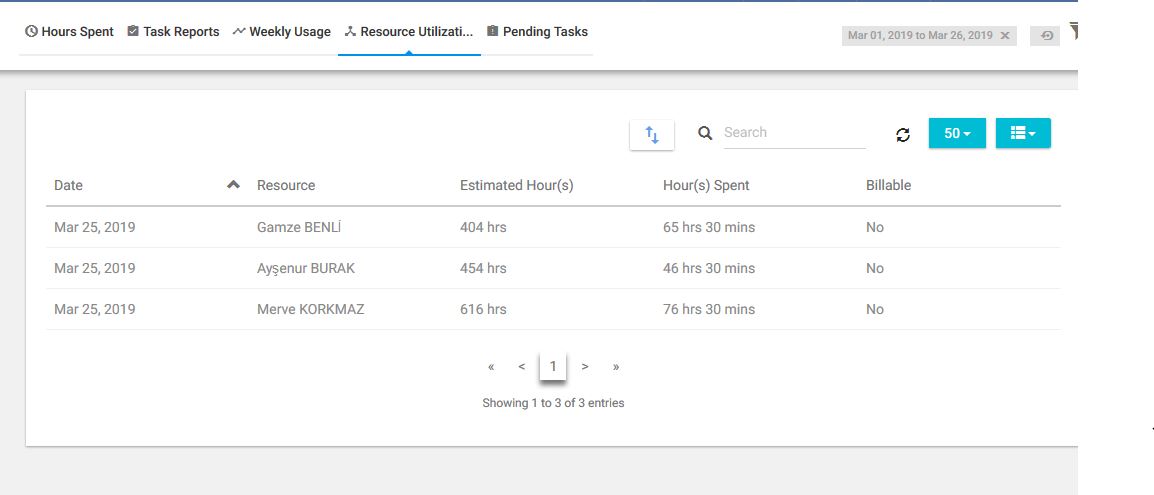 Hours Spent Task Reports Weekly Usage Resource Utilizati... Pending Tasks Mar 01, 2019 to Mar 26, 2019 ✕
Search 50
Date Resource Estimated Hour(s) Hour(s) Spent Billable
Mar 25, 2019 Gamze BENLİ 404 hrs 65 hrs 30 mins No
Mar 25, 2019 Ayşenur BURAK 454 hrs 46 hrs 30 mins No
Mar 25, 2019 Merve KORKMAZ 616 hrs 76 hrs 30 mins No
« < 1 > »
Showing 1 to 3 of 3 entries